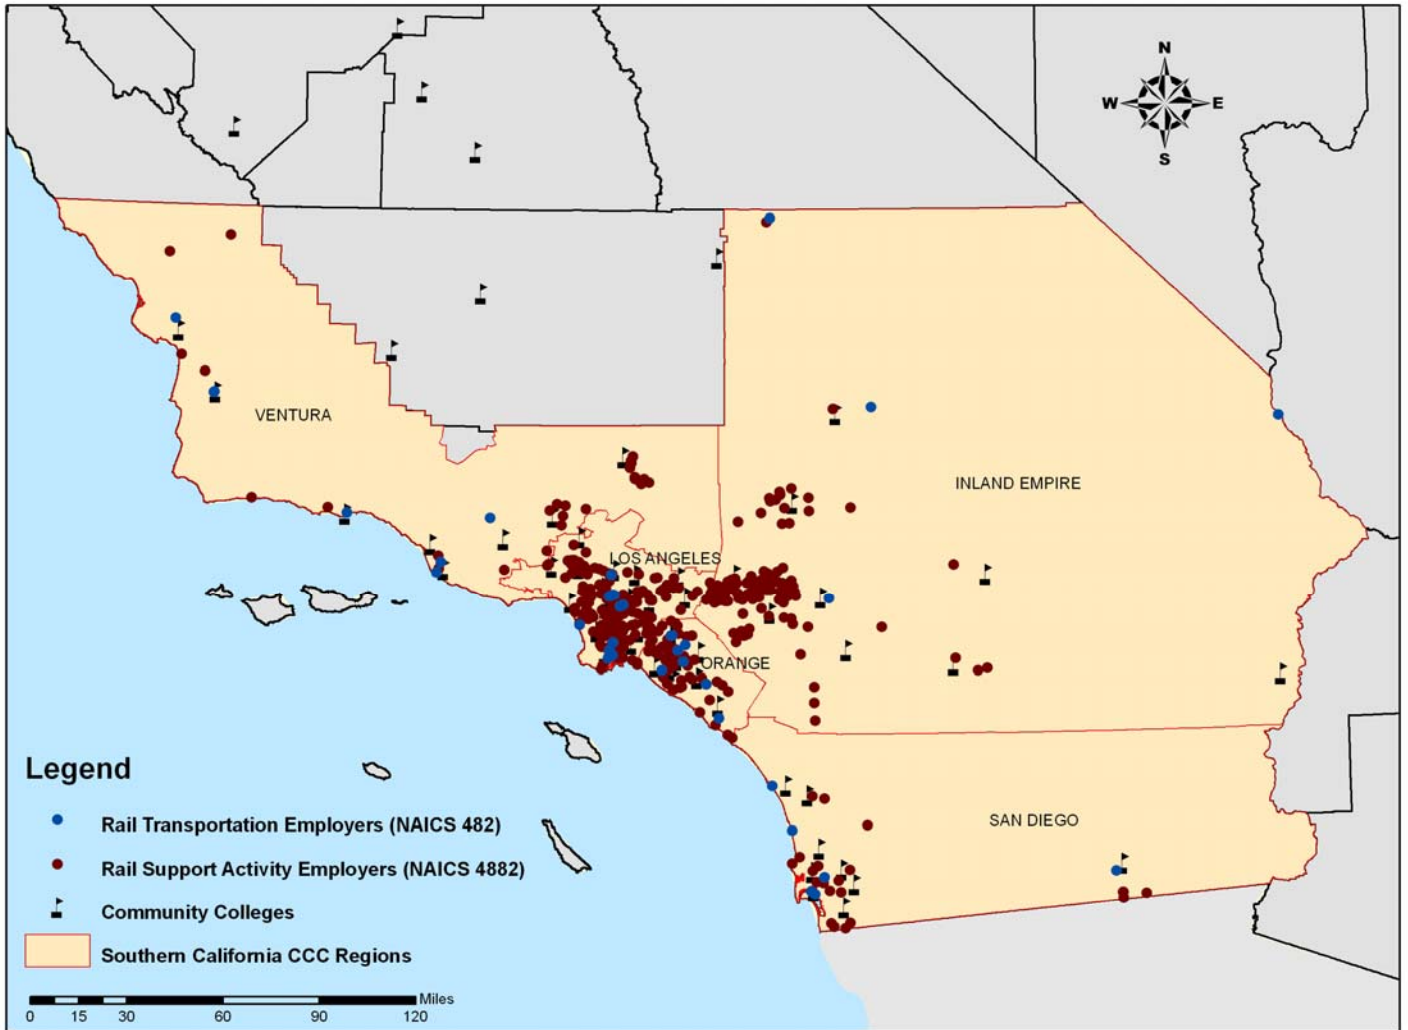 N
W E
S
VENTURA
INLAND EMPIRE
LOS ANGELES
ORANGE
SAN DIEGO
Legend
Rail Transportation Employers (NAICS 482)
Rail Support Activity Employers (NAICS 4882)
Community Colleges
Southern California CCC Regions
Miles
0 15 30 60 90 120